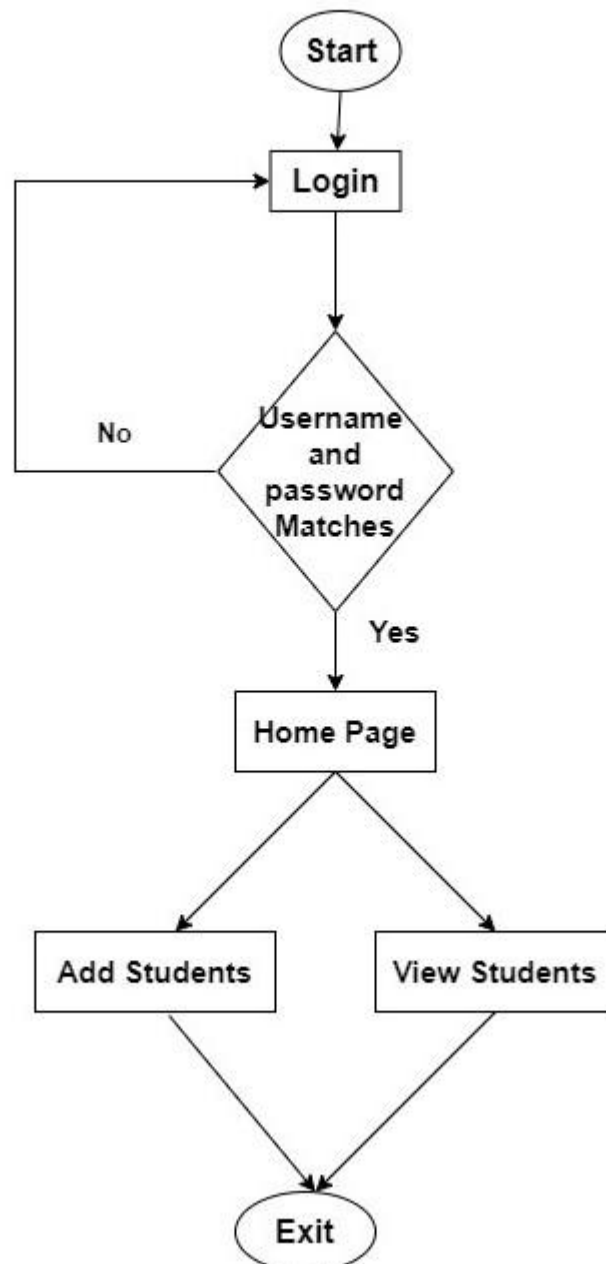 Start
Login
Username
and
password
Matches
No
Yes
Home Page
Add Students
View Students
Exit